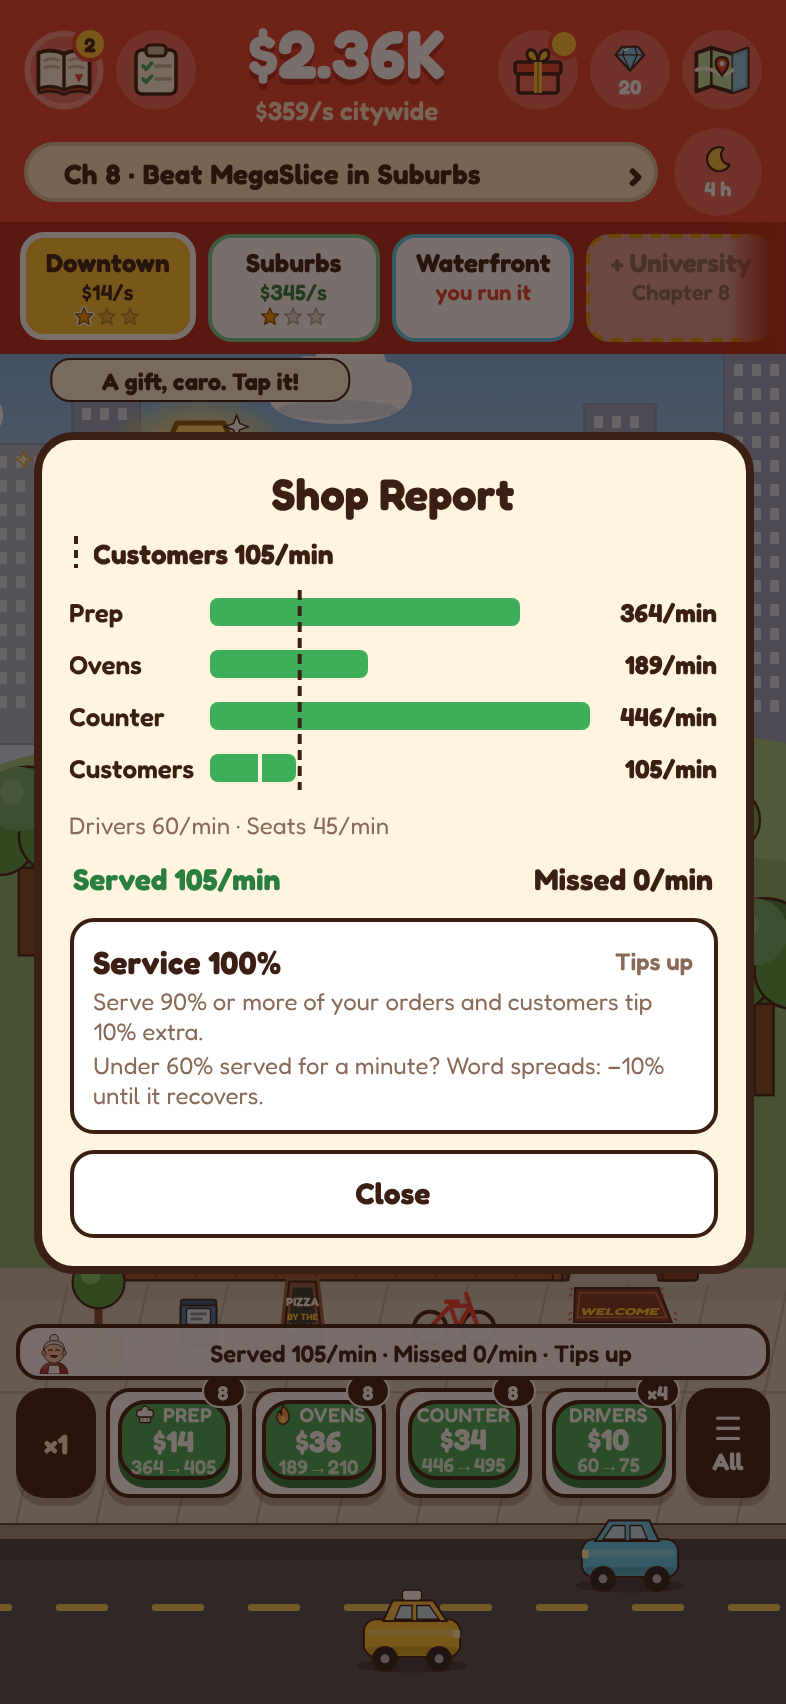 2
$2.36K
$359/s citywide
20
Ch 8 · Beat MegaSlice in Suburbs
4 h
Downtown
$14/s
Suburbs
$345/s
Waterfront
you run it
+ University
Chapter 8
A gift, caro. Tap it!
Shop Report
Customers 105/min
Prep 364/min
Ovens 189/min
Counter 446/min
Customers 105/min
Drivers 60/min · Seats 45/min
Served 105/min Missed 0/min
Service 100% Tips up
Serve 90% or more of your orders and customers tip
10% extra.
Under 60% served for a minute? Word spreads: −10%
until it recovers.
Close
PIZZA
BY THE
WELCOME
Served 105/min · Missed 0/min · Tips up
x1
8
PREP
$14
364→405
8
OVENS
$36
189→210
8
COUNTER
$34
446→495
x4
DRIVERS
$10
60→75
All